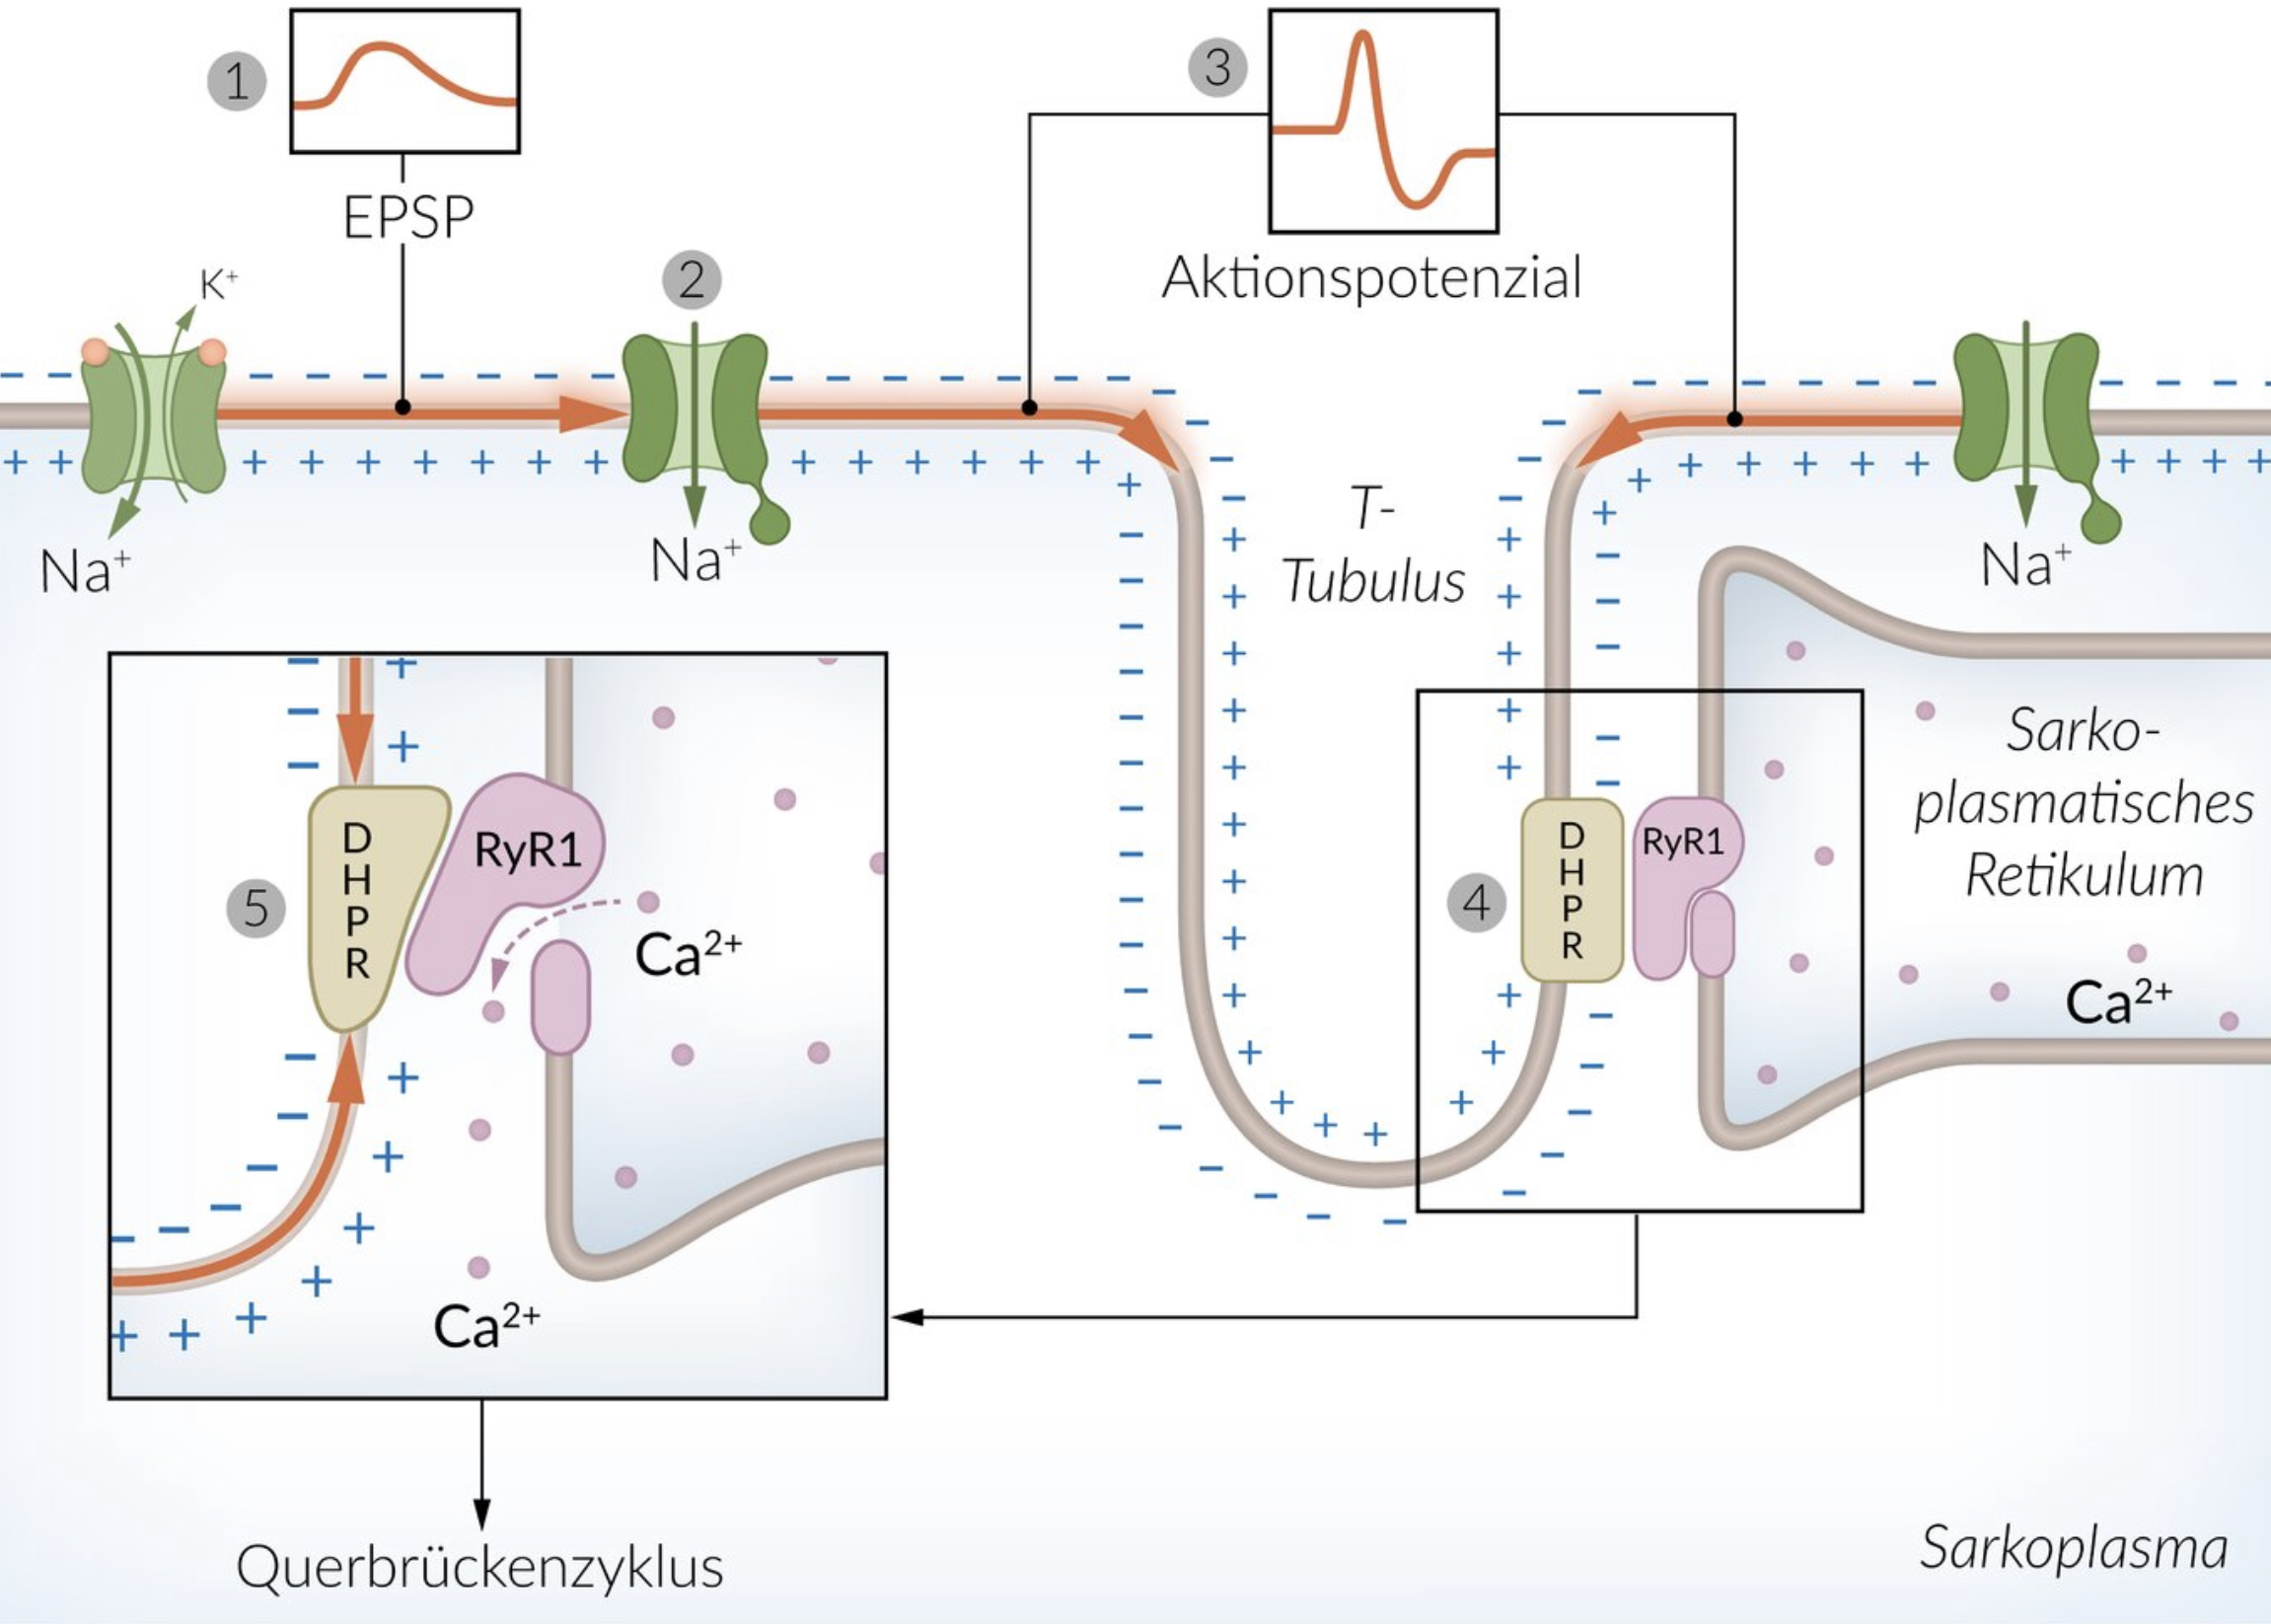 1
3
EPSP
K⁺
2
Aktionspotenzial
Na⁺
Na⁺
T-
Tubulus
Na⁺
Sarko-
plasmatisches
Retikulum
D
H
P
R
RyR1
Ca²⁺
5
4
D
H
P
R
RyR1
Ca²⁺
Ca²⁺
Querbrückenzyklus
Sarkoplasma